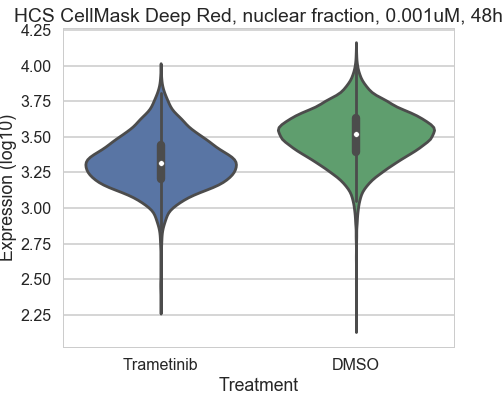 HCS CellMask Deep Red, nuclear fraction, 0.001uM, 48h
4.25
4.00
3.75
3.50
3.25
3.00
2.75
2.50
2.25
Expression (log10)
Trametinib
DMSO
Treatment